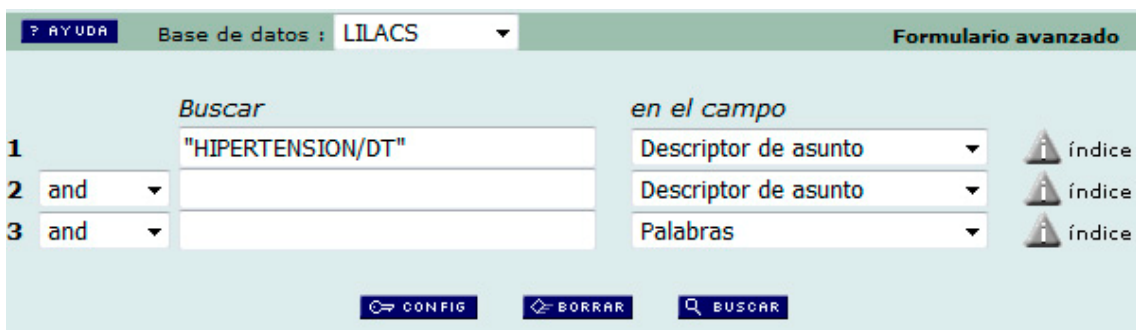 ? AYUDA Base de datos : LILACS Formulario avanzado
Buscar en el campo
1 "HIPERTENSION/DT" Descriptor de asunto índice
2 and Descriptor de asunto índice
3 and Palabras índice
CONFIG BORRAR BUSCAR